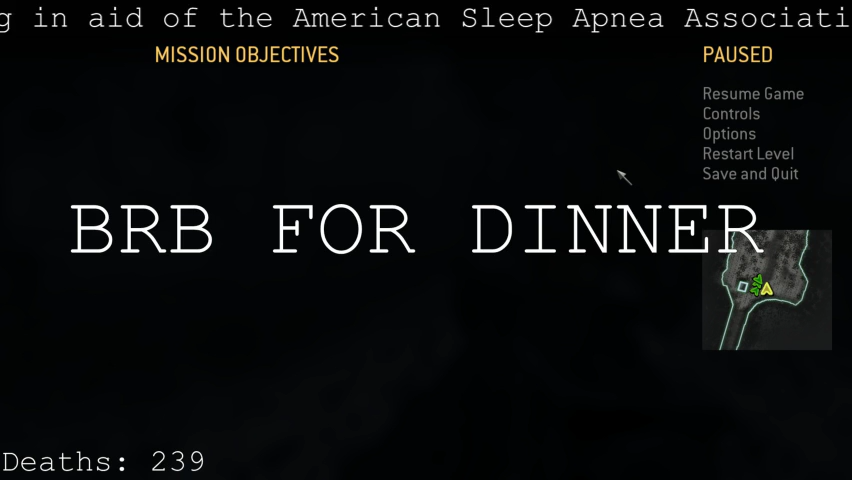 g in aid of the American Sleep Apnea Associati
MISSION OBJECTIVES
PAUSED
Resume Game
Controls
Options
Restart Level
Save and Quit
BRB FOR DINNER
Deaths: 239